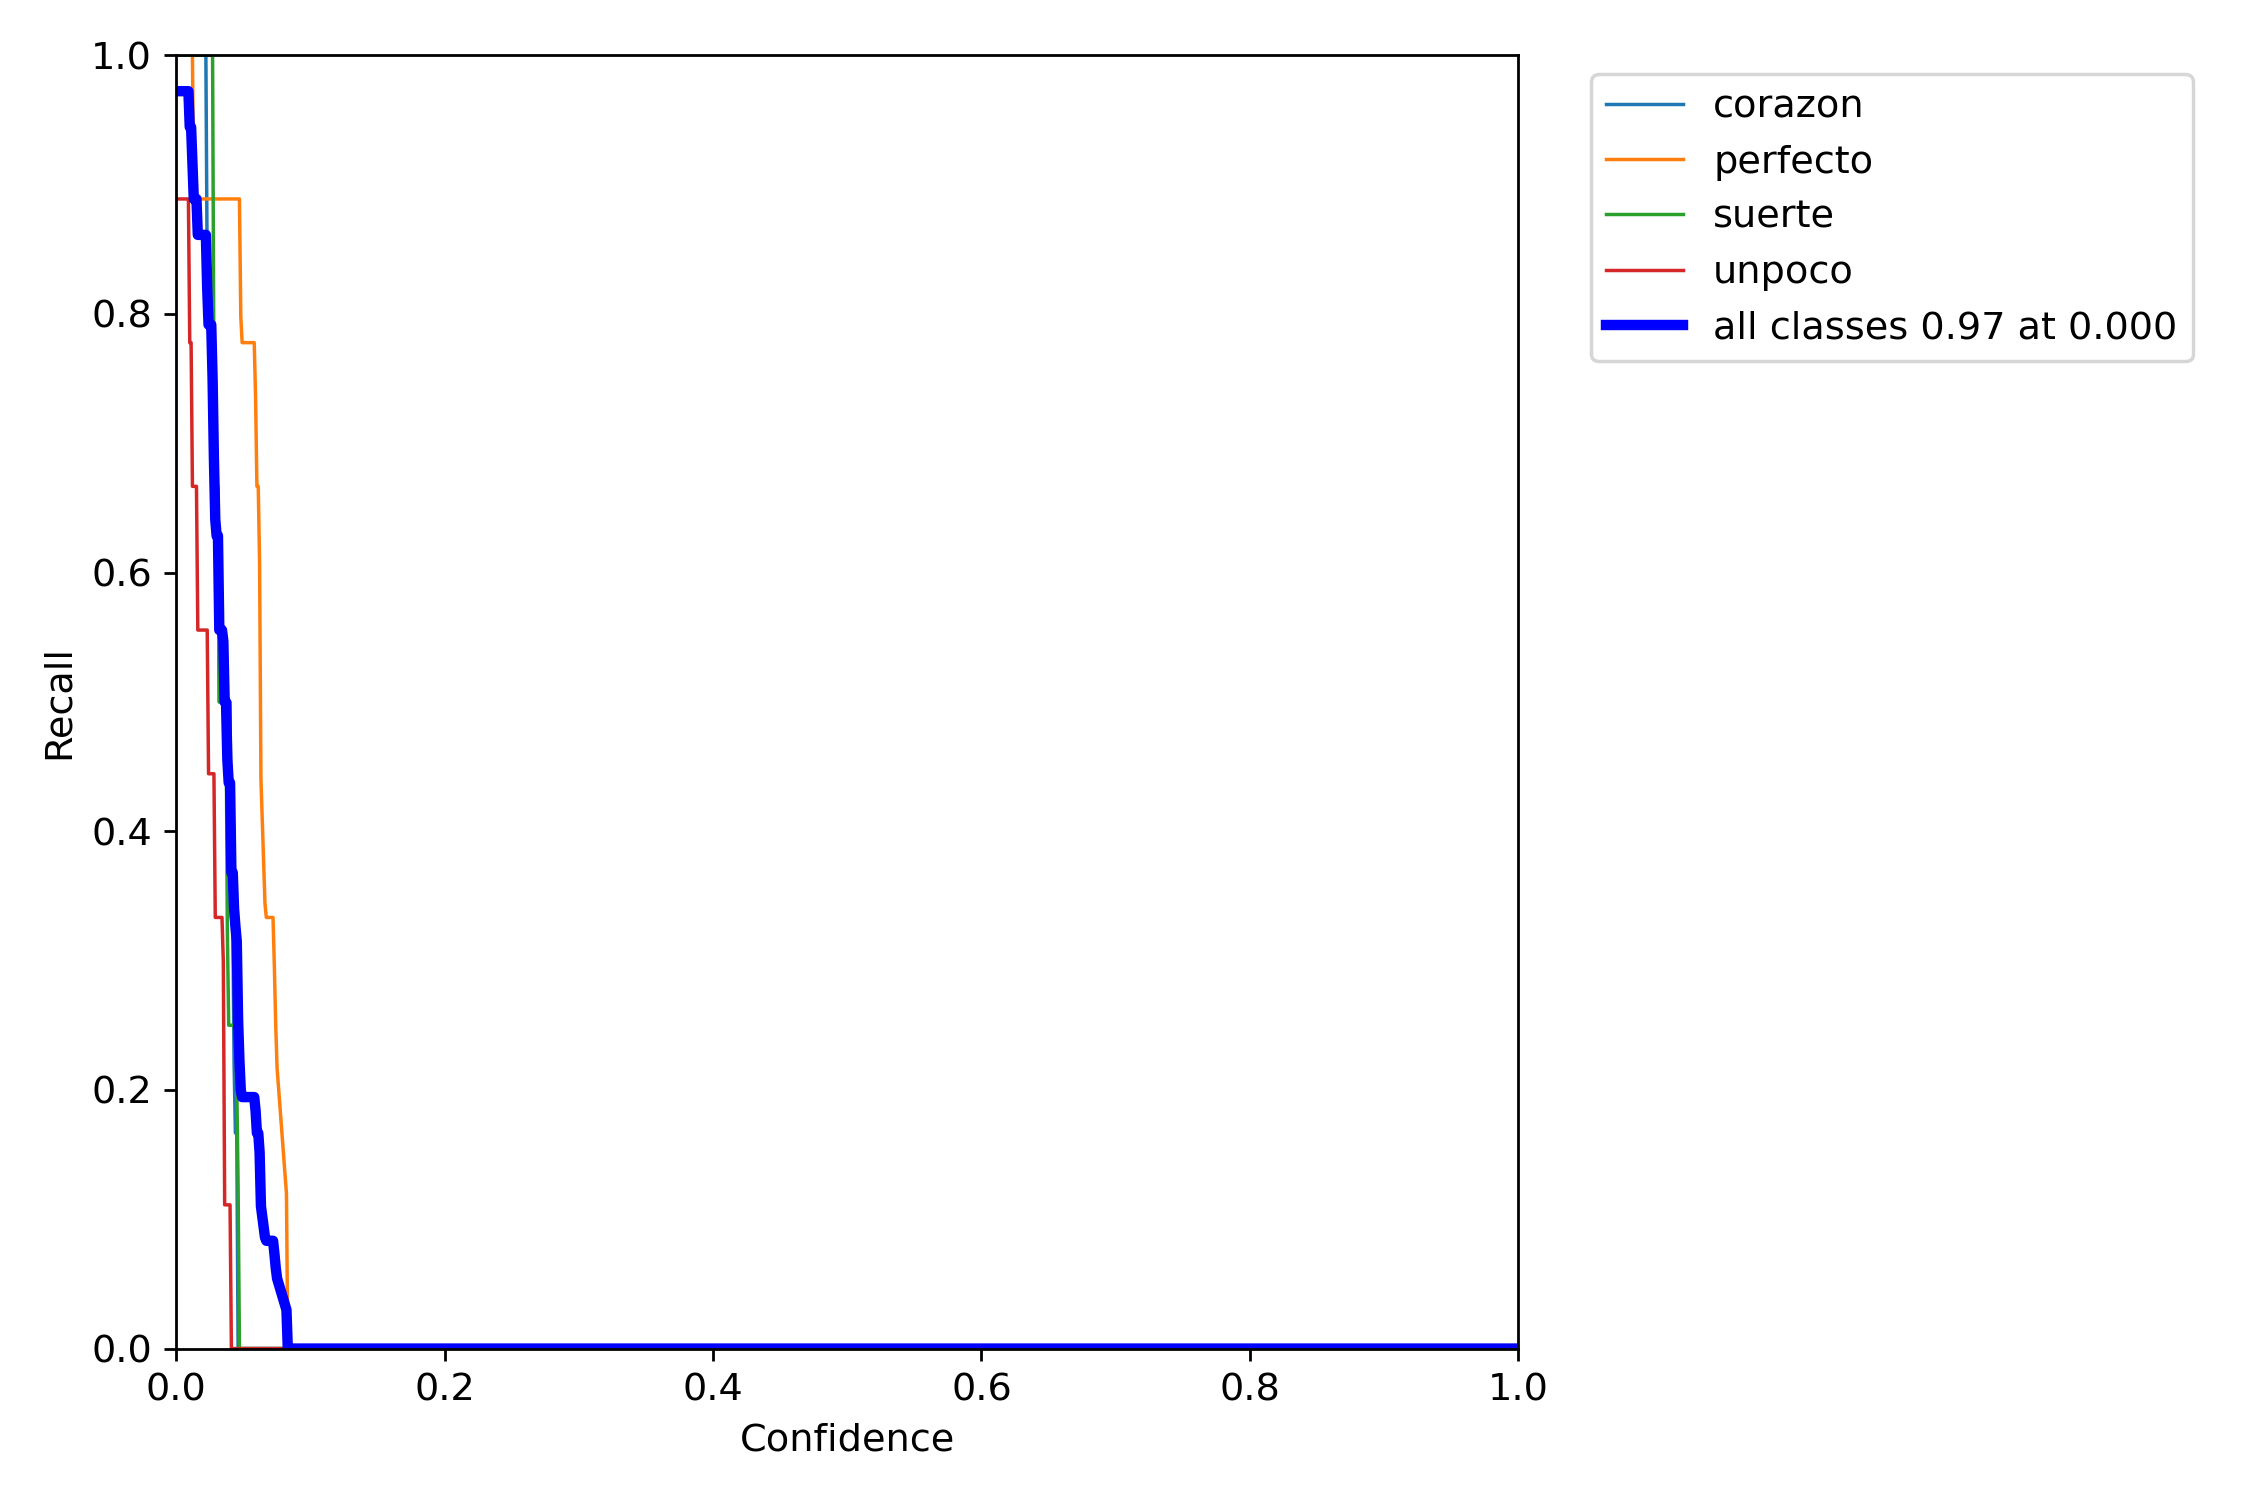 1.0
0.8
0.6
0.4
0.2
0.0
Recall
0.0 0.2 0.4 0.6 0.8 1.0
Confidence
corazon
perfecto
suerte
unpoco
all classes 0.97 at 0.000